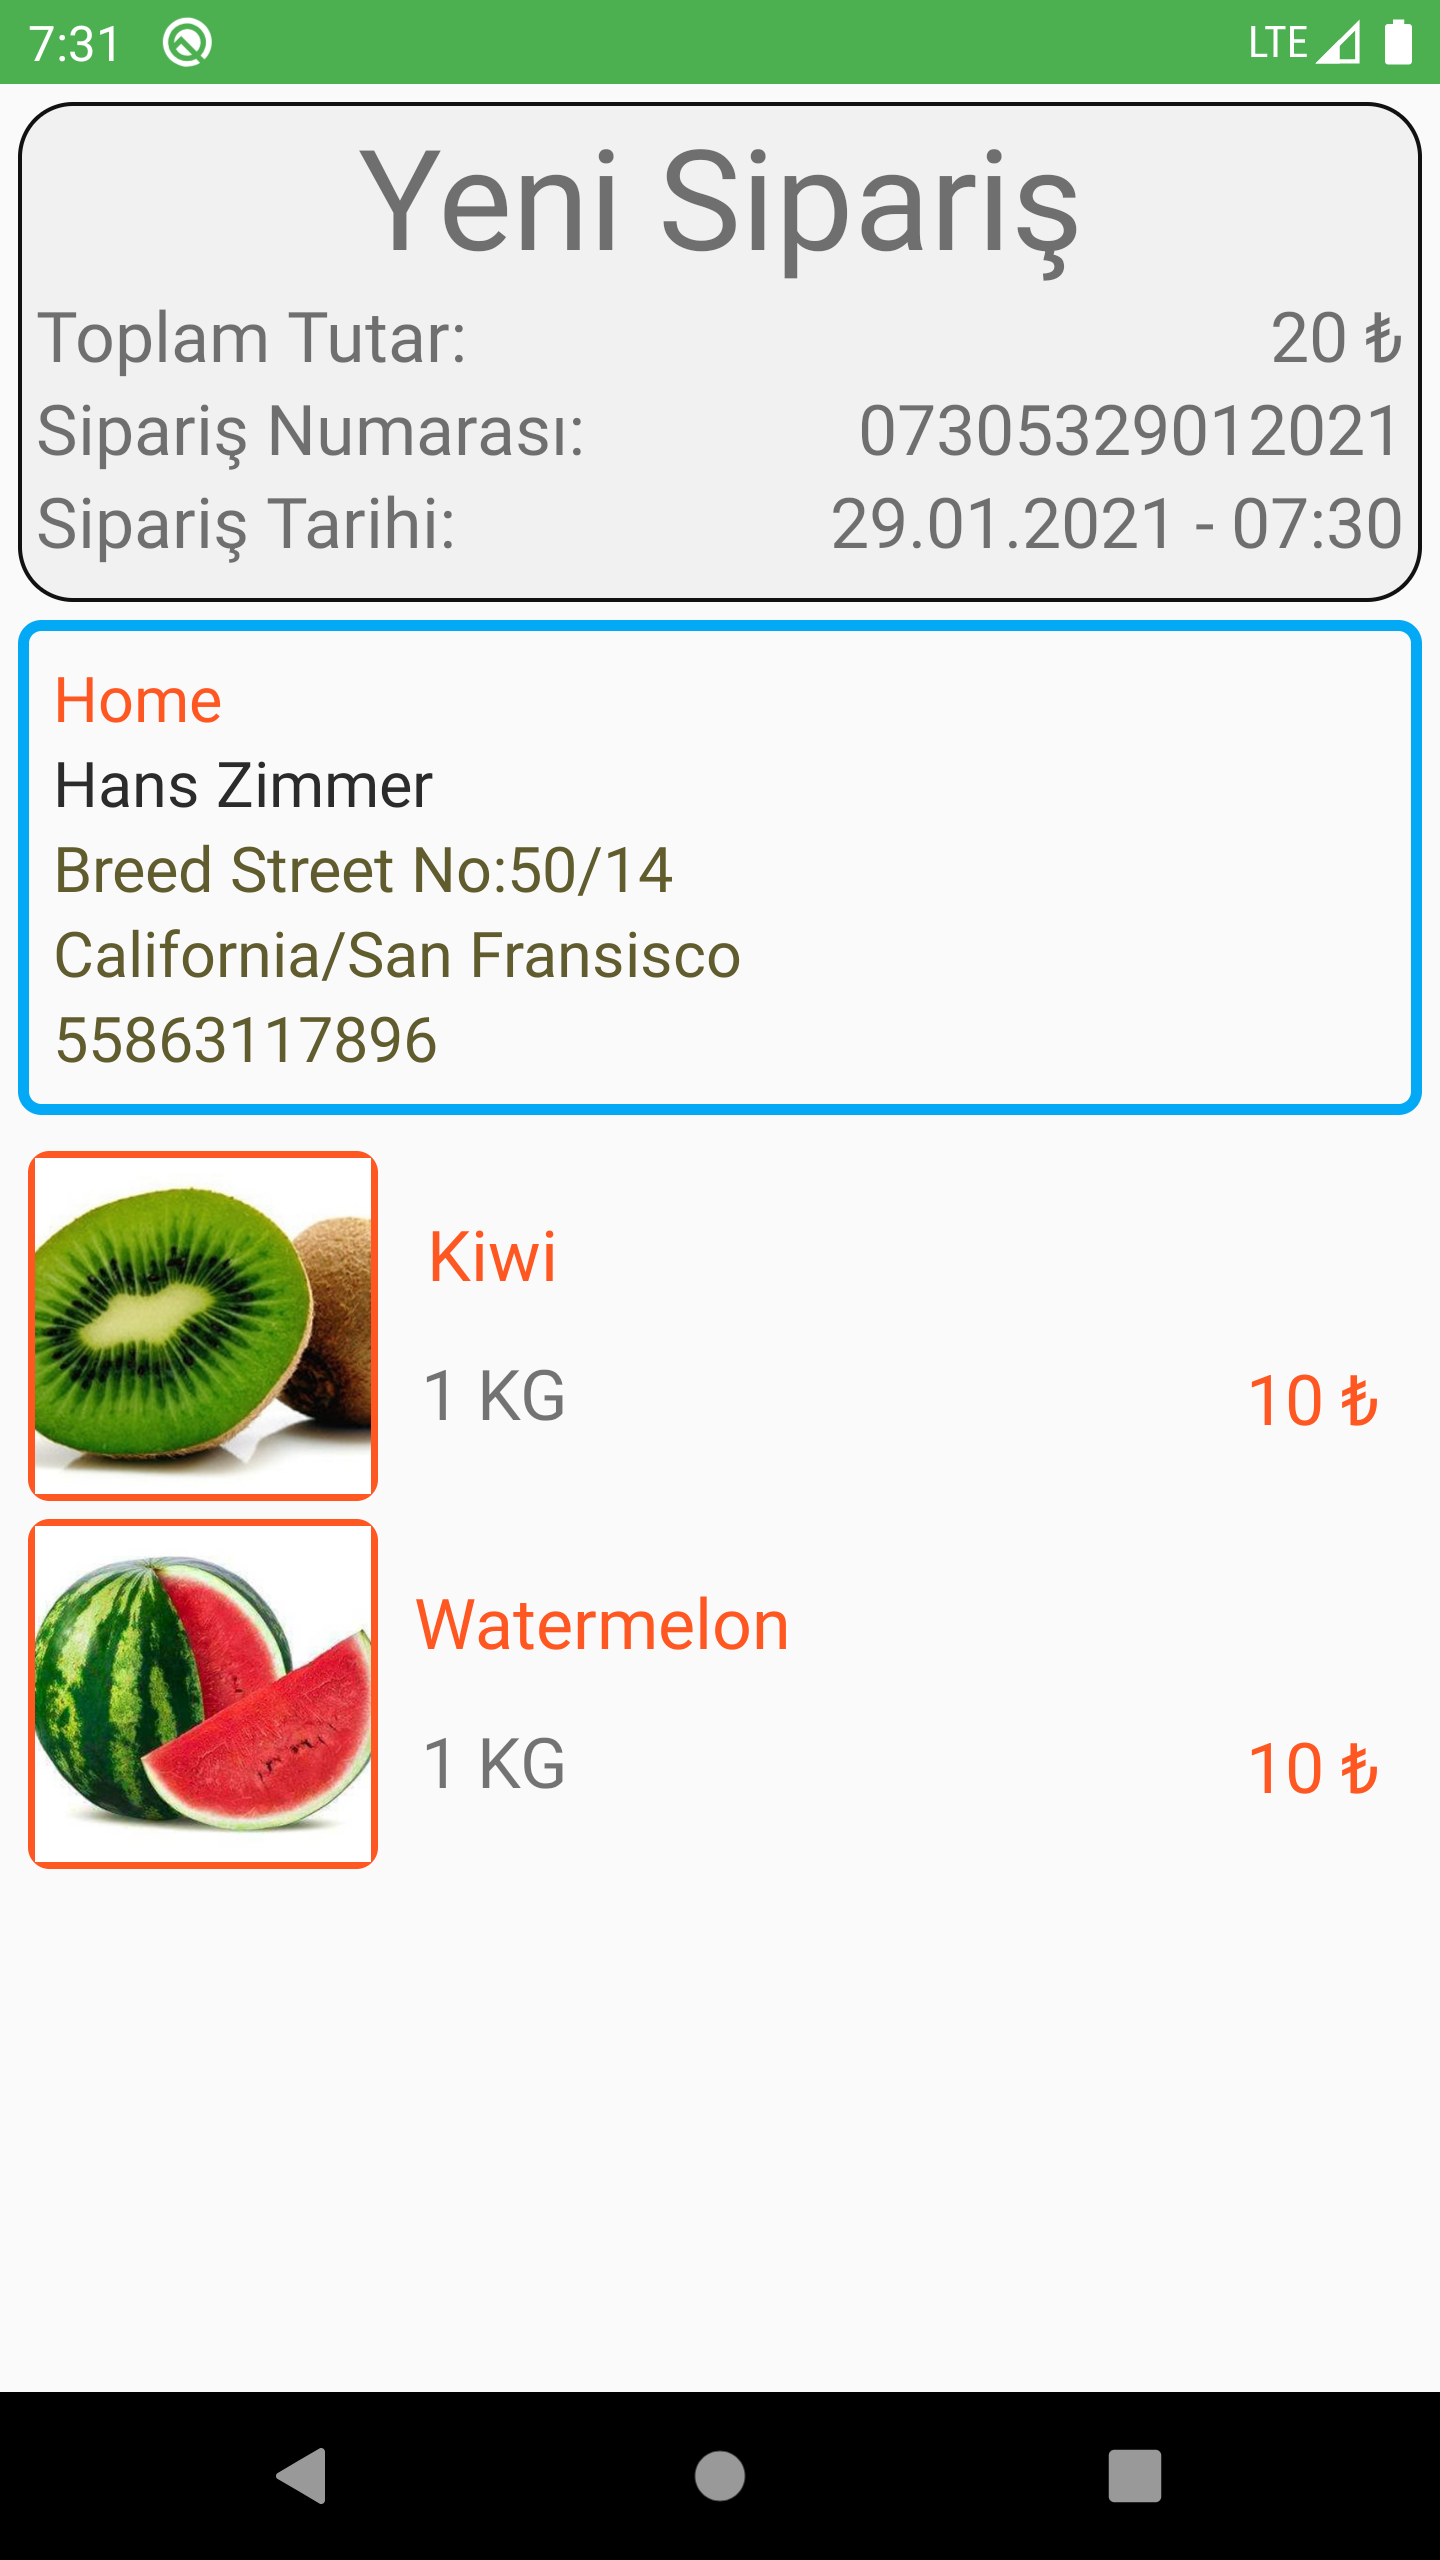 7:31 LTE
Yeni Sipariş
Toplam Tutar: 20 ₺
Sipariş Numarası: 07305329012021
Sipariş Tarihi: 29.01.2021 - 07:30
Home
Hans Zimmer
Breed Street No:50/14
California/San Fransisco
55863117896
Kiwi
1 KG 10 ₺
Watermelon
1 KG 10 ₺